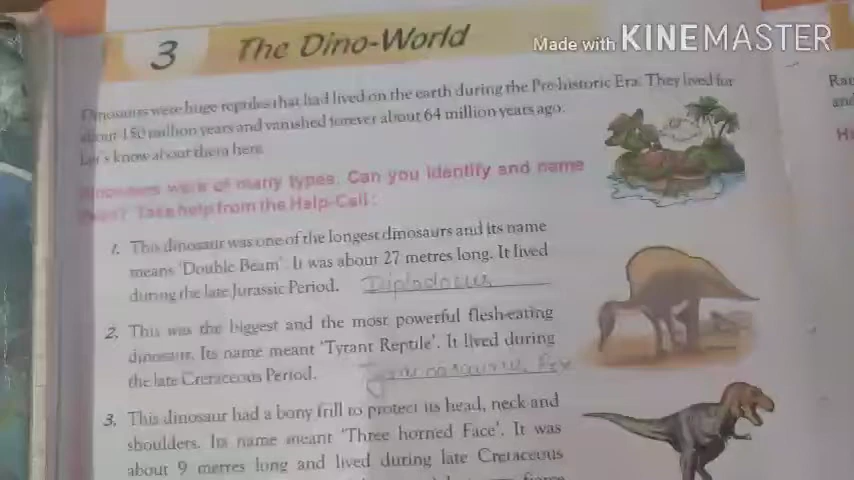 3 The Dino-World
Made with KINEMASTER
Dinosaurs were huge reptiles that had lived on the earth during the Pre-historic Era. They lived for
about 150 million years and vanished forever about 64 million years ago.
Let's know about them here.
Dinosaurs were of many types. Can you identify and name
them? Take help from the Help-Cell :
1. This dinosaur was one of the longest dinosaurs and its name
means 'Double Beam'. It was about 27 metres long. It lived
during the late Jurassic Period. Diplodocus
2. This was the biggest and the most powerful flesh-eating
dinosaur. Its name meant 'Tyrant Reptile'. It lived during
the late Cretaceous Period. Rex
3. This dinosaur had a bony frill to protect its head, neck and
shoulders. Its name meant 'Three horned Face'. It was
about 9 metres long and lived during late Cretaceous
and